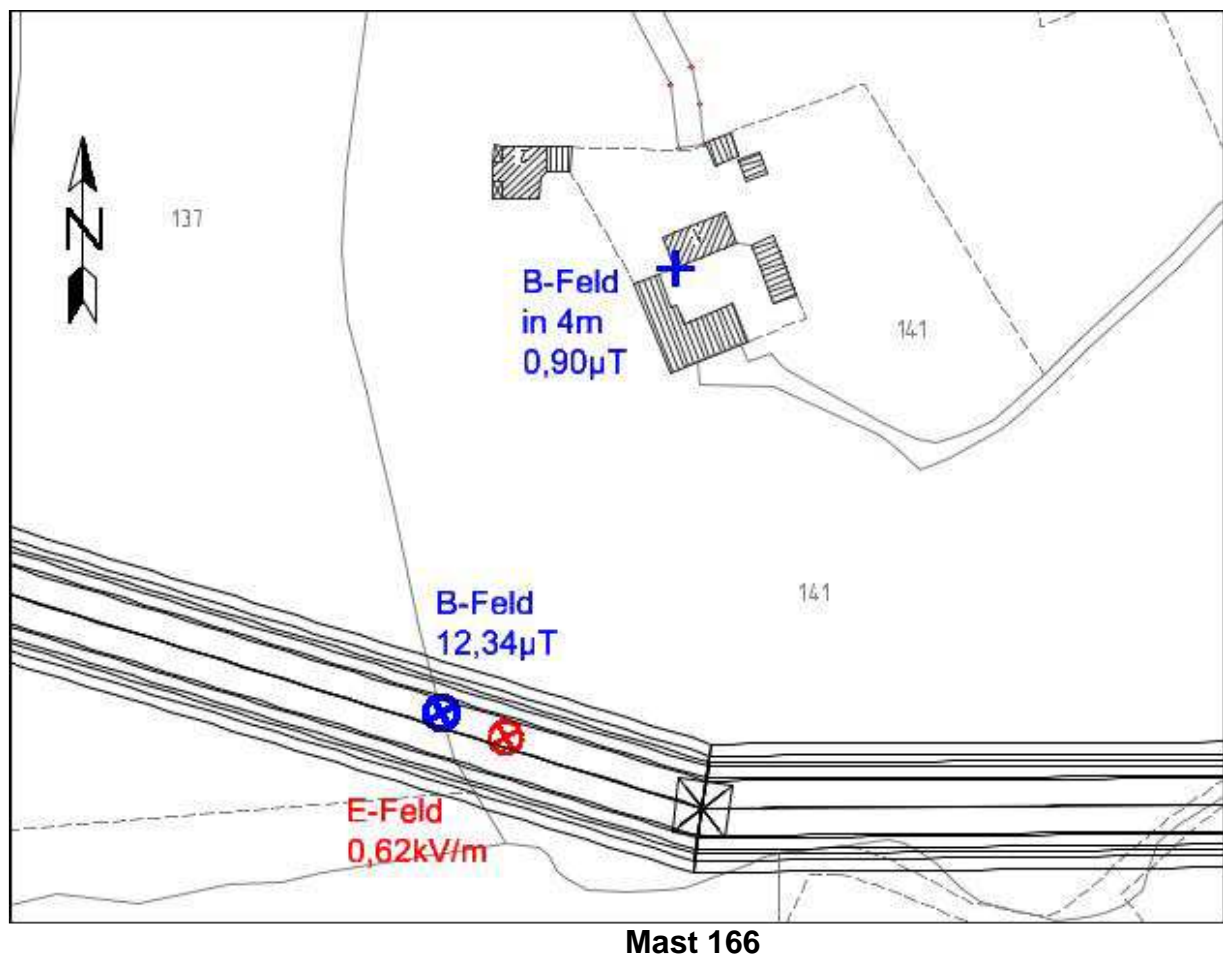 N
137
B-Feld
in 4m
0,90µT
141
141
B-Feld
12,34µT
E-Feld
0,62kV/m
Mast 166